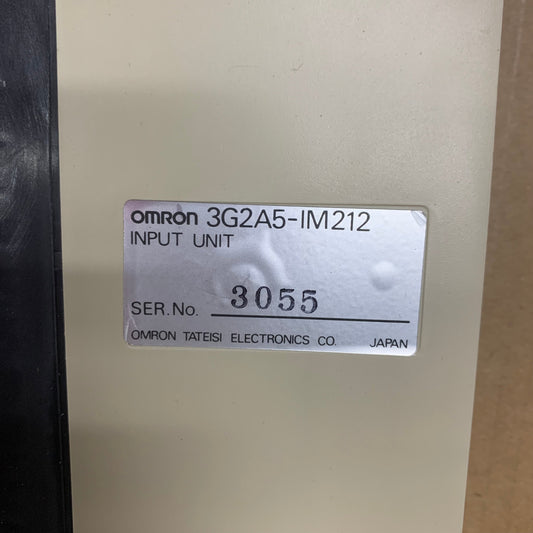 omron 3G2A5-IM212
INPUT UNIT
SER.No. 3055
OMRON TATEISI ELECTRONICS CO. JAPAN